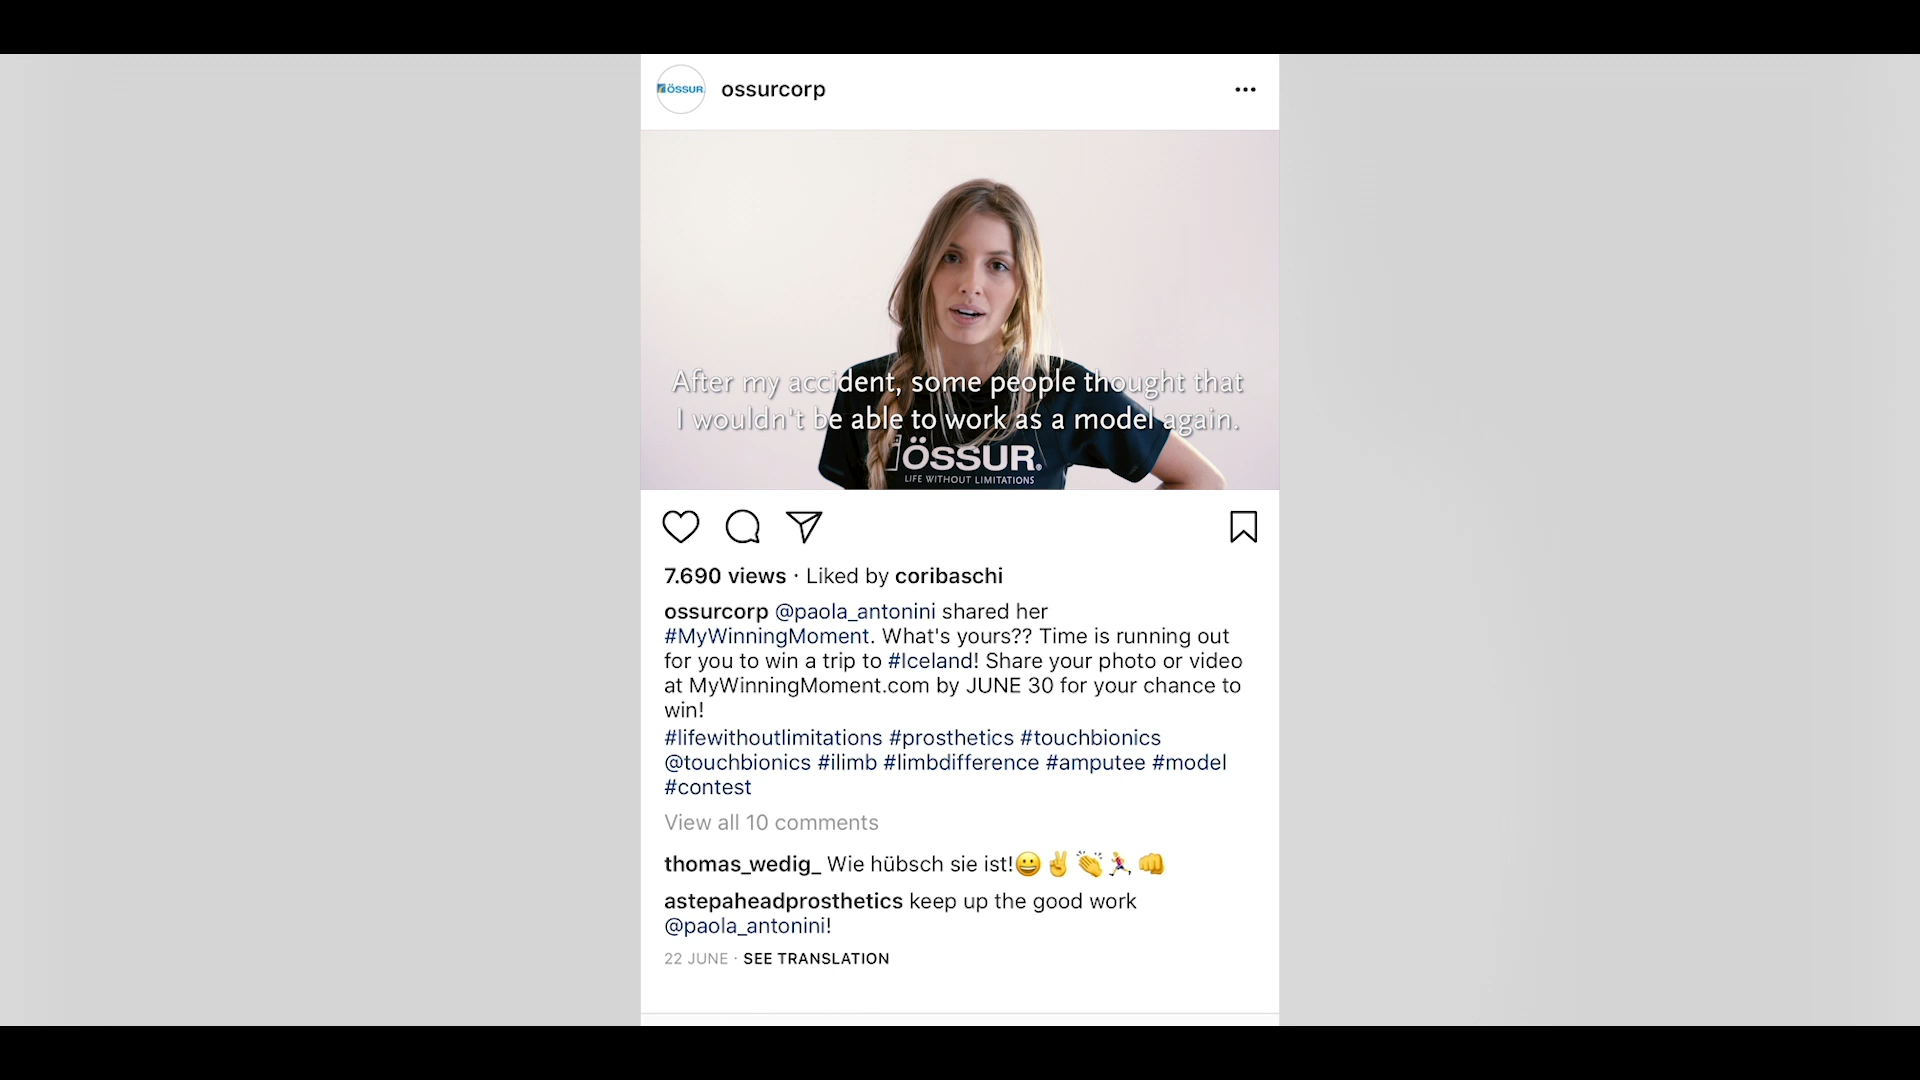 ÖSSUR
ossurcorp
After my accident, some people thought that
I wouldn't be able to work as a model again.
ÖSSUR®
LIFE WITHOUT LIMITATIONS
7.690 views · Liked by coribaschi
ossurcorp @paola_antonini shared her
#MyWinningMoment. What's yours?? Time is running out
for you to win a trip to #Iceland! Share your photo or video
at MyWinningMoment.com by JUNE 30 for your chance to
win!
#lifewithoutlimitations #prosthetics #touchbionics
@touchbionics #ilimb #limbdifference #amputee #model
#contest
View all 10 comments
thomas_wedig_ Wie hübsch sie ist!😀✌️👏🏃‍♀️👊
astepaheadprosthetics keep up the good work
@paola_antonini!
22 JUNE · SEE TRANSLATION